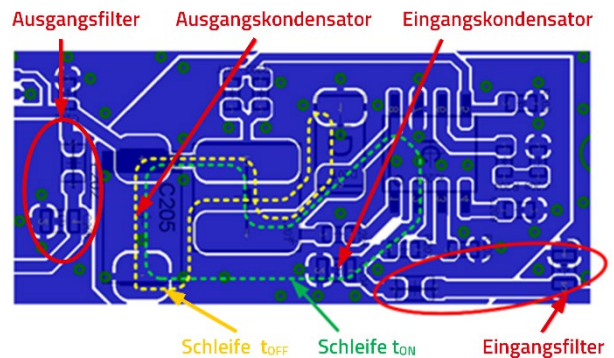 Ausgangsfilter Ausgangskondensator Eingangskondensator
C205
Schleife tOFF Schleife tON Eingangsfilter